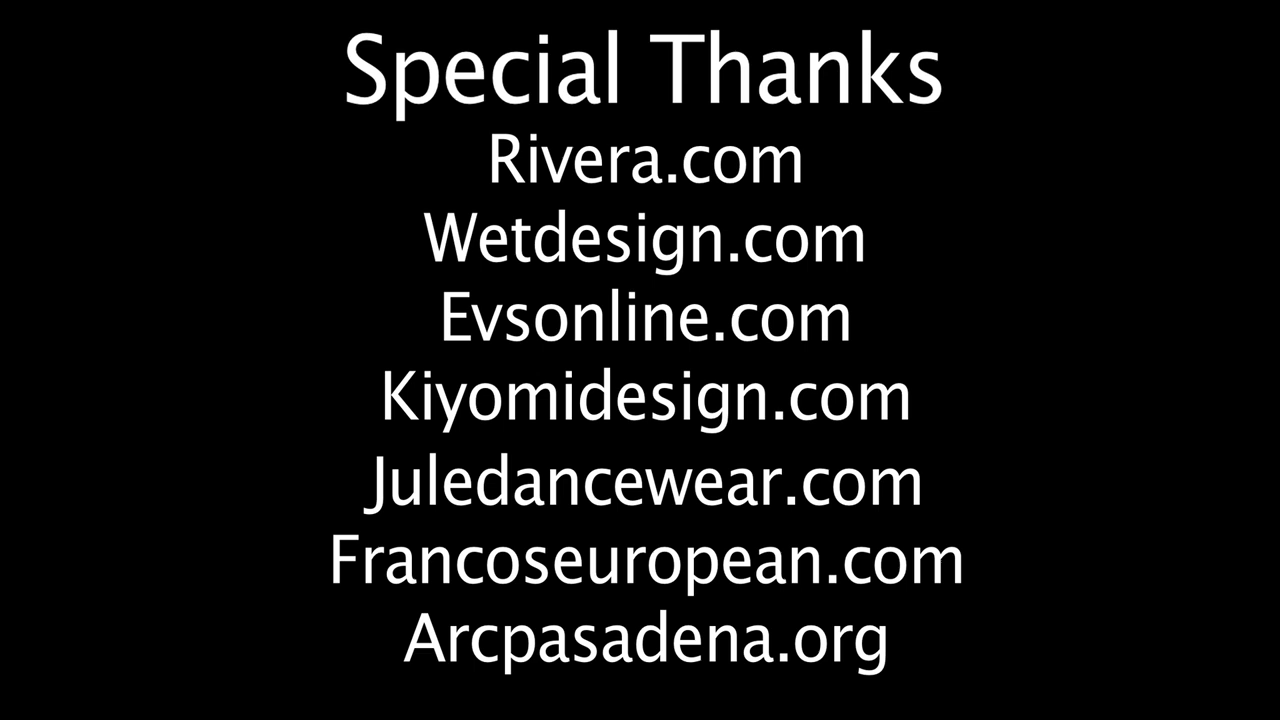 Special Thanks
Rivera.com
Wetdesign.com
Evsonline.com
Kiyomidesign.com
Juledancewear.com
Francoseuropean.com
Arcpasadena.org